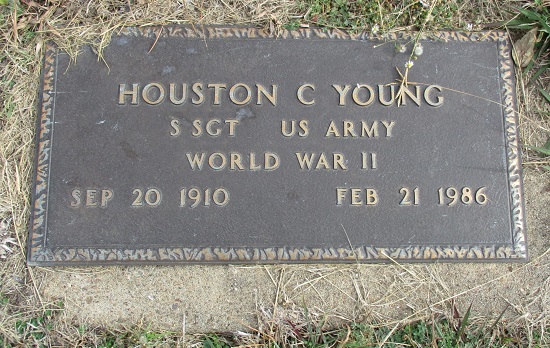 HOUSTON C YOUNG
S SGT US ARMY
WORLD WAR II
SEP 20 1910 FEB 21 1986